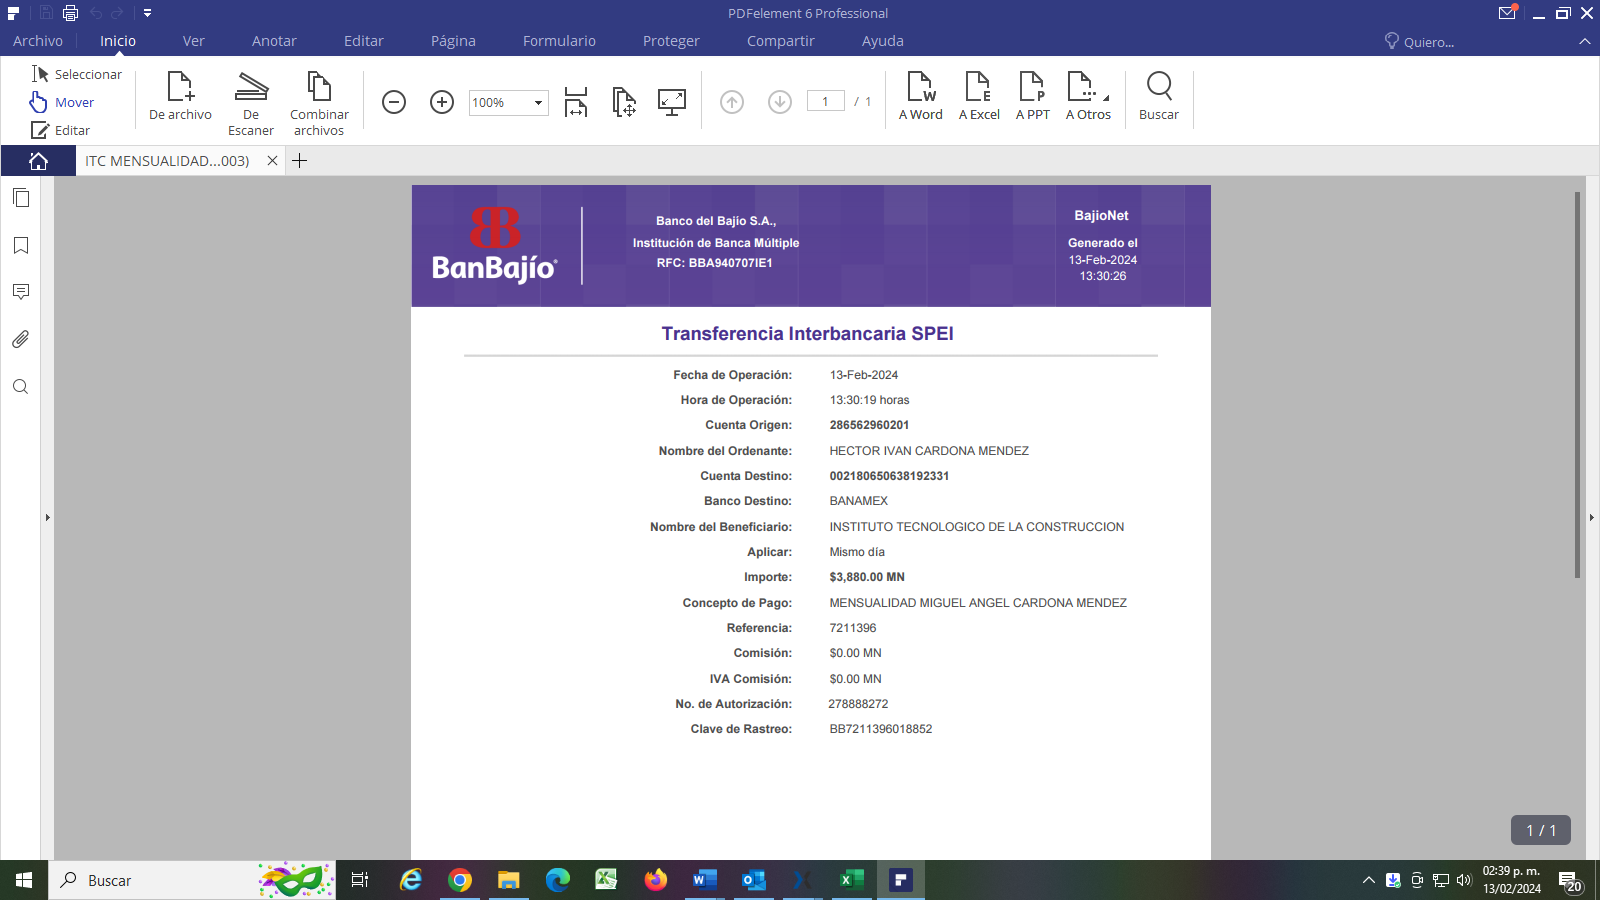 PDFelement 6 Professional
Archivo Inicio Ver Anotar Editar Página Formulario Proteger Compartir Ayuda Quiero...
Seleccionar
Mover
Editar
De archivo
De Escaner
Combinar archivos
100%
1 / 1
A Word A Excel A PPT A Otros
Buscar
ITC MENSUALIDAD...003)
BanBajío®
Banco del Bajío S.A.,
Institución de Banca Múltiple
RFC: BBA940707IE1
BajioNet
Generado el
13-Feb-2024
13:30:26
Transferencia Interbancaria SPEI
Fecha de Operación: 13-Feb-2024
Hora de Operación: 13:30:19 horas
Cuenta Origen: 286562960201
Nombre del Ordenante: HECTOR IVAN CARDONA MENDEZ
Cuenta Destino: 002180650638192331
Banco Destino: BANAMEX
Nombre del Beneficiario: INSTITUTO TECNOLOGICO DE LA CONSTRUCCION
Aplicar: Mismo día
Importe: $3,880.00 MN
Concepto de Pago: MENSUALIDAD MIGUEL ANGEL CARDONA MENDEZ
Referencia: 7211396
Comisión: $0.00 MN
IVA Comisión: $0.00 MN
No. de Autorización: 278888272
Clave de Rastreo: BB7211396018852
1 / 1
Buscar
02:39 p. m.
13/02/2024
20